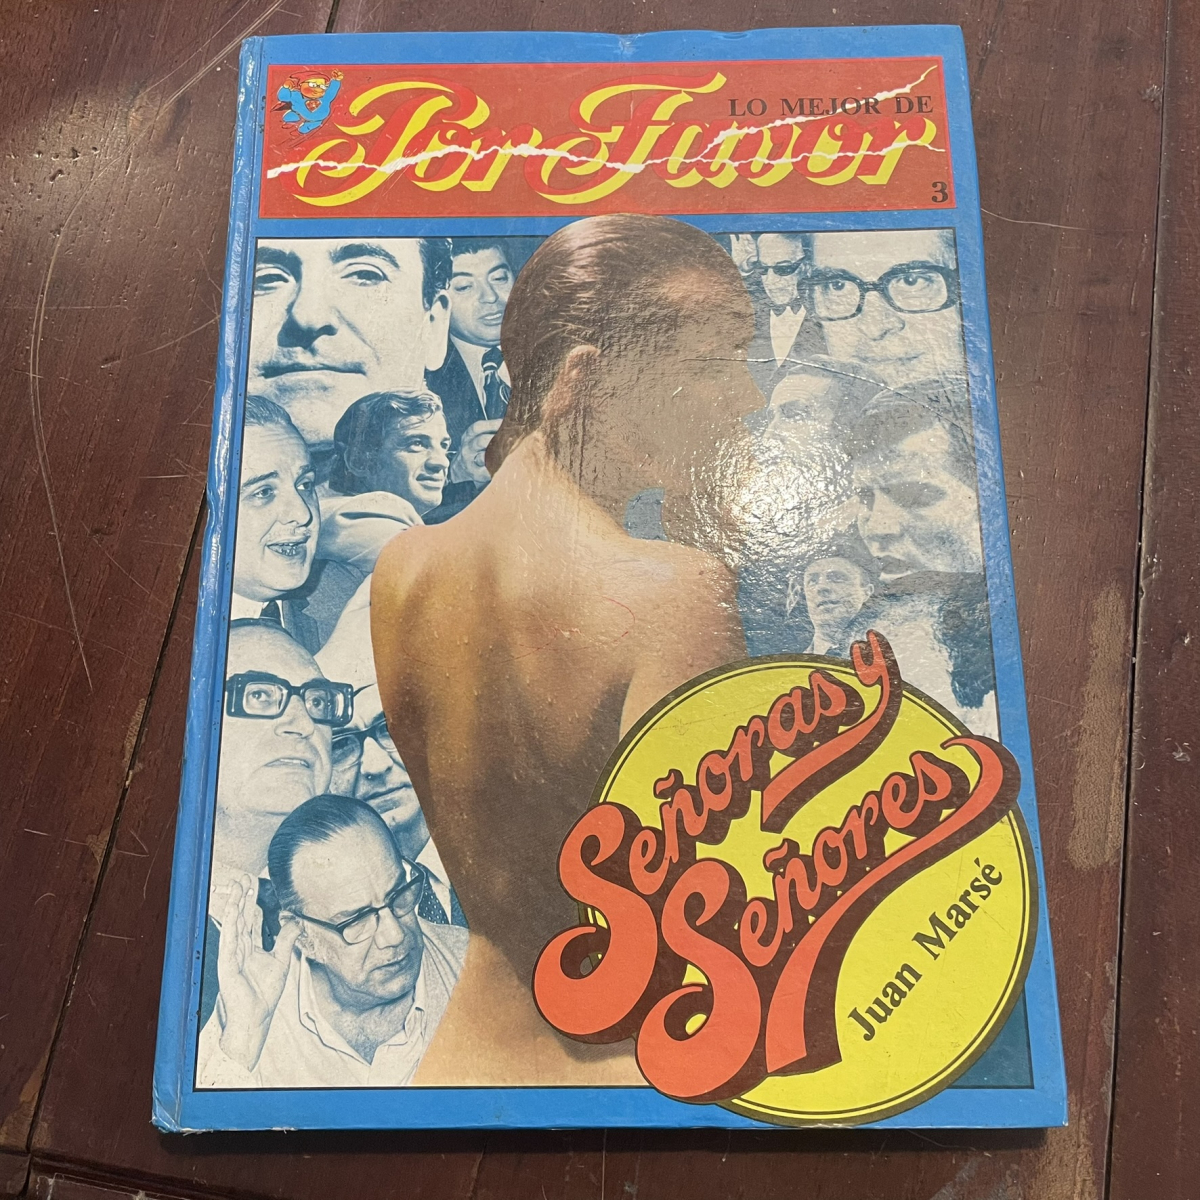 LO MEJOR DE
Por Favor
3
Señoras y
Señores
Juan Marsé